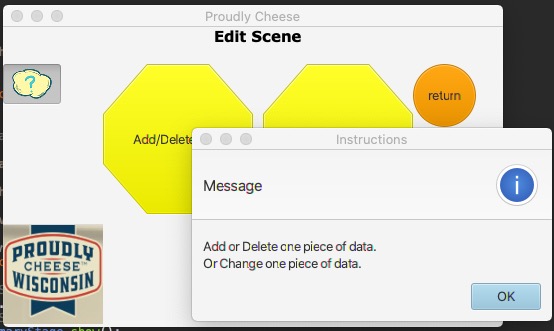 Proudly Cheese
Edit Scene
?
return
Add/Delete
Instructions
Message
i
Add or Delete one piece of data.
Or Change one piece of data.
OK
PROUDLY
CHEESE
WISCONSIN